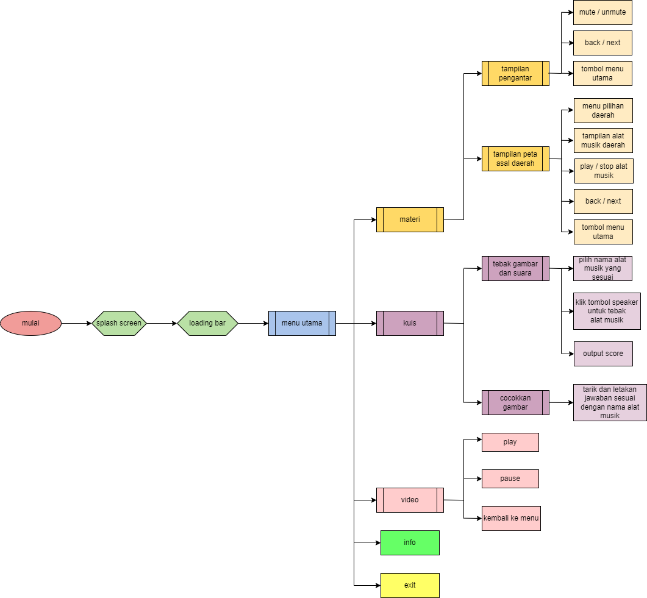 mute / unmute
back / next
tampilan
pengantar
tombol menu
utama
menu pilihan
daerah
tampilan alat
musik daerah
tampilan peta
asal daerah
play / stop alat
musik
back / next
materi
tombol menu
utama
tebak gambar
dan suara
pilih nama alat
musik yang
sesuai
klik tombol speaker
untuk tebak
alat musik
mulai
splash screen
loading bar
menu utama
kuis
output score
cocokkan
gambar
tarik dan letakan
jawaban sesuai
dengan nama alat
musik
play
pause
video
kembali ke menu
info
exit